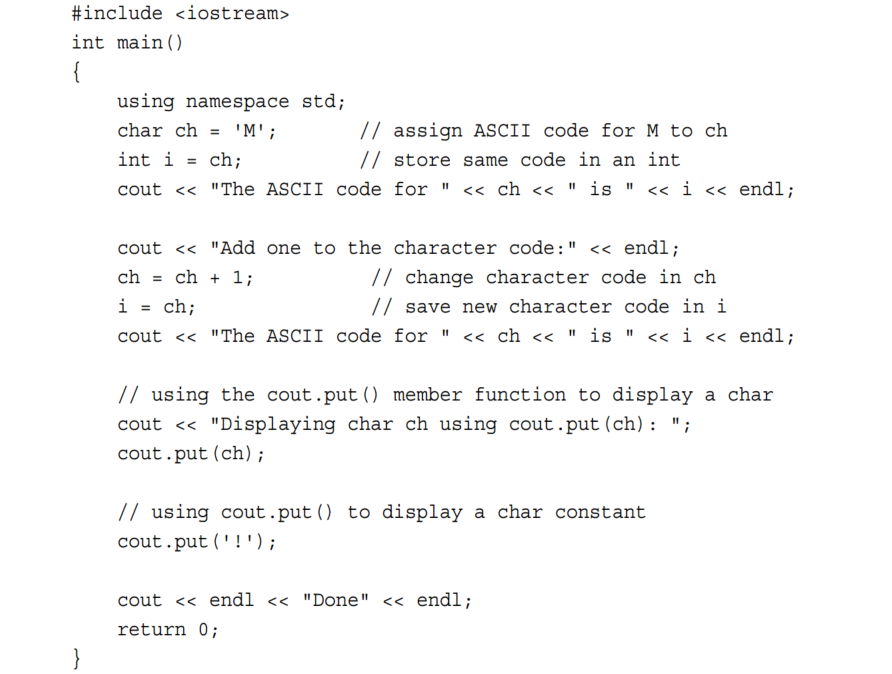 #include <iostream>
int main()
{
    using namespace std;
    char ch = 'M';       // assign ASCII code for M to ch
    int i = ch;          // store same code in an int
    cout << "The ASCII code for " << ch << " is " << i << endl;

    cout << "Add one to the character code:" << endl;
    ch = ch + 1;          // change character code in ch
    i = ch;               // save new character code in i
    cout << "The ASCII code for " << ch << " is " << i << endl;

    // using the cout.put() member function to display a char
    cout << "Displaying char ch using cout.put(ch): ";
    cout.put(ch);

    // using cout.put() to display a char constant
    cout.put('!');

    cout << endl << "Done" << endl;
    return 0;
}